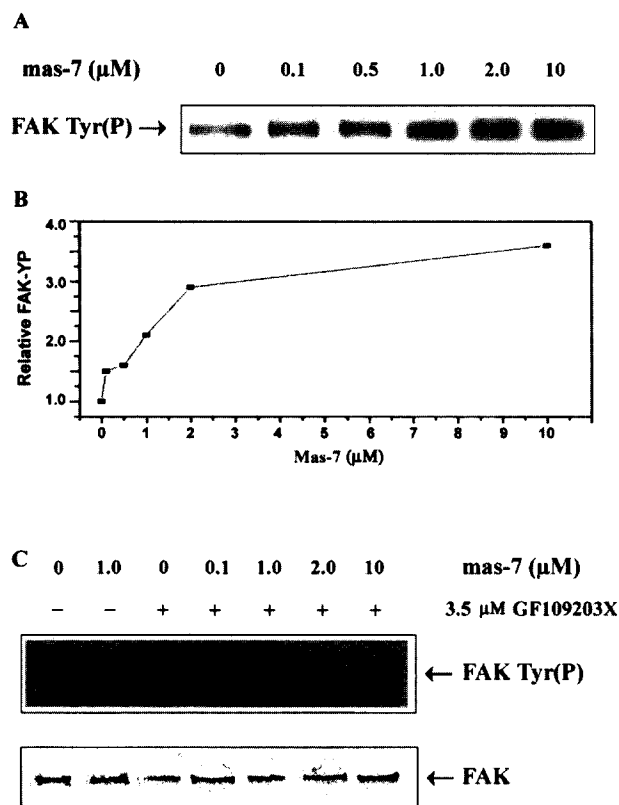 A
mas-7 (μM) 0 0.1 0.5 1.0 2.0 10
FAK Tyr(P) →
B
4.0
3.0
2.0
1.0
Relative FAK-YP
0 1 2 3 4 5 6 7 8 9 10
Mas-7 (μM)
C 0 1.0 0 0.1 1.0 2.0 10 mas-7 (μM)
− − + + + + + 3.5 μM GF109203X
← FAK Tyr(P)
← FAK